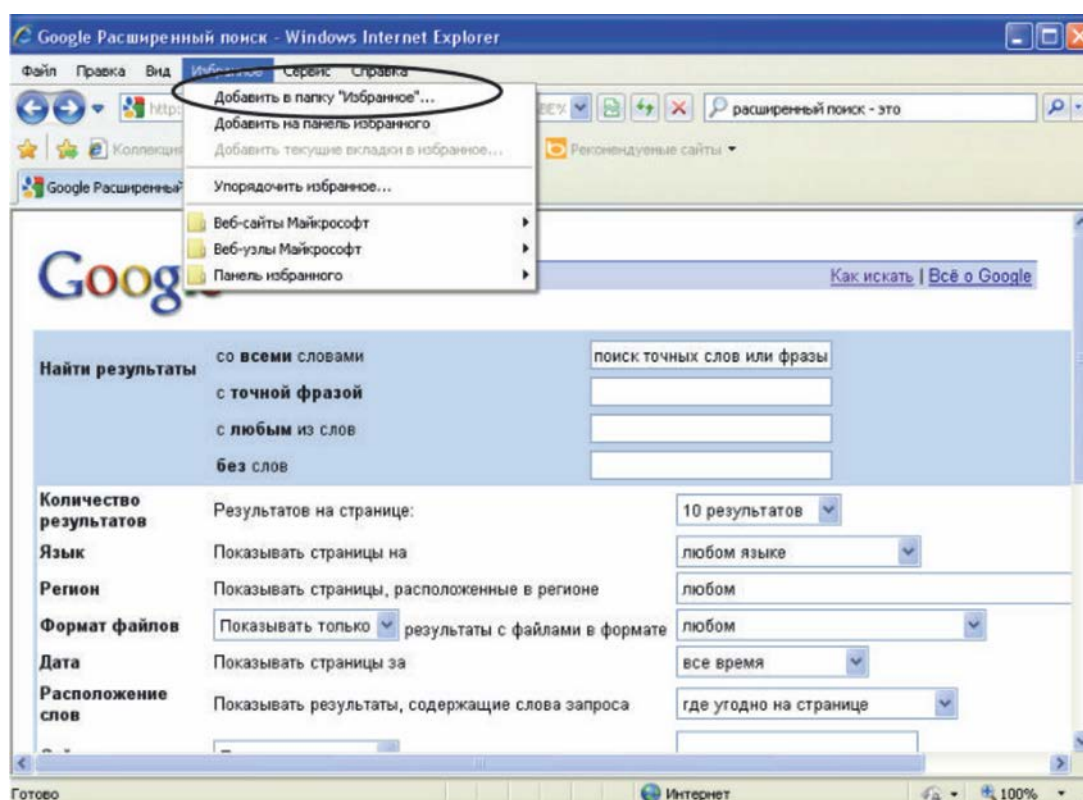 Google Расширенный поиск - Windows Internet Explorer
Файл Правка Вид Избранное Сервис Справка
Добавить в папку "Избранное"...
http:
расширенный поиск - это
Добавить на панель избранного
Добавить текущие вкладки в избранное...
Рекомендуемые сайты
Google Расширенный
Упорядочить избранное...
Веб-сайты Майкрософт
Веб-узлы Майкрософт
Панель избранного
Google
Как искать | Всё о Google
Найти результаты со всеми словами поиск точных слов или фразы
с точной фразой
с любым из слов
без слов
Количество результатов Результатов на странице: 10 результатов
Язык Показывать страницы на любом языке
Регион Показывать страницы, расположенные в регионе любом
Формат файлов Показывать только результаты с файлами в формате любом
Дата Показывать страницы за все время
Расположение слов Показывать результаты, содержащие слова запроса где угодно на странице
Готово Интернет 100%